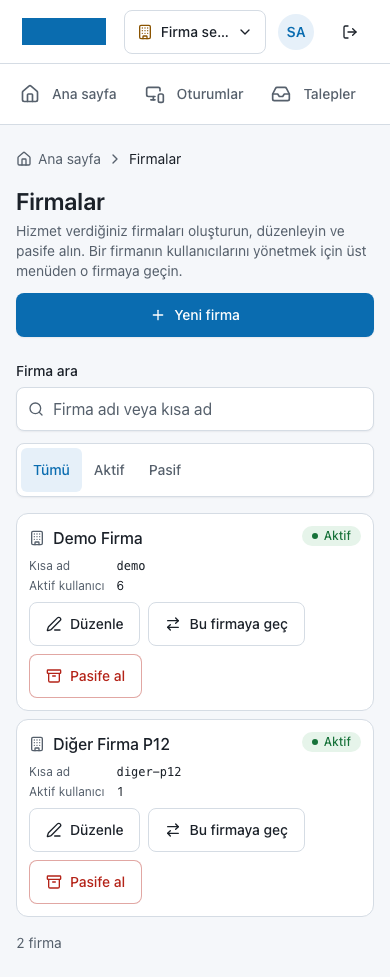 Firma se...
SA
Ana sayfa
Oturumlar
Talepler
Ana sayfa
Firmalar
Firmalar
Hizmet verdiğiniz firmaları oluşturun, düzenleyin ve
pasife alın. Bir firmanın kullanıcılarını yönetmek için üst
menüden o firmaya geçin.
Yeni firma
Firma ara
Firma adı veya kısa ad
Tümü
Aktif
Pasif
Demo Firma
Aktif
Kısa ad demo
Aktif kullanıcı 6
Düzenle
Bu firmaya geç
Pasife al
Diğer Firma P12
Aktif
Kısa ad diger-p12
Aktif kullanıcı 1
Düzenle
Bu firmaya geç
Pasife al
2 firma